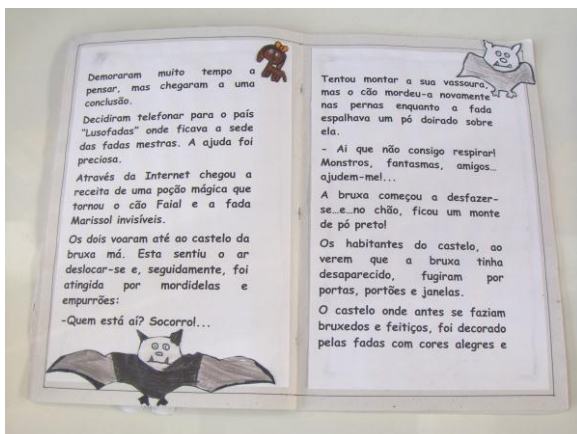 Demoraram muito tempo a
pensar, mas chegaram a uma
conclusão.
Decidiram telefonar para o país
"Lusofadas" onde ficava a sede
das fadas mestras. A ajuda foi
preciosa.
Através da Internet chegou a
receita de uma poção mágica que
tornou o cão Faial e a fada
Marissol invisíveis.
Os dois voaram até ao castelo da
bruxa má. Esta sentiu o ar
deslocar-se e, seguidamente, foi
atingida por mordidelas e
empurrões:
-Quem está aí? Socorro!...
Tentou montar a sua vassoura,
mas o cão mordeu-a novamente
nas pernas enquanto a fada
espalhava um pó doirado sobre
ela.
- Ai que não consigo respirar!
Monstros, fantasmas, amigos...
ajudem-me!...
A bruxa começou a desfazer-
se...e...no chão, ficou um monte
de pó preto!
Os habitantes do castelo, ao
verem que a bruxa tinha
desaparecido, fugiram por
portas, portões e janelas.
O castelo onde antes se faziam
bruxedos e feitiços, foi decorado
pelas fadas com cores alegres e